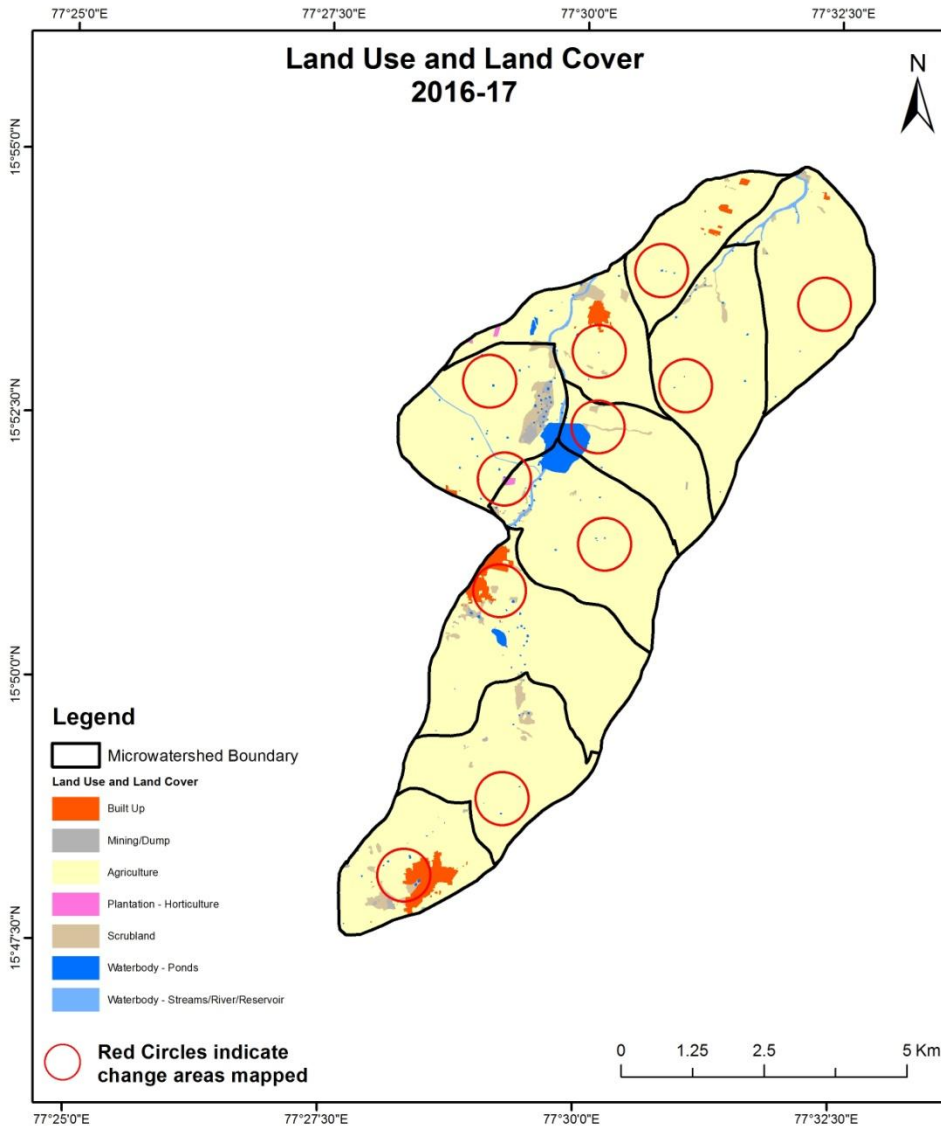 77°25'0"E 77°27'30"E 77°30'0"E 77°32'30"E
Land Use and Land Cover
2016-17
N
15°55'0"N
15°52'30"N
15°50'0"N
15°47'30"N
Legend
Microwatershed Boundary
Land Use and Land Cover
Built Up
Mining/Dump
Agriculture
Plantation - Horticulture
Scrubland
Waterbody - Ponds
Waterbody - Streams/River/Reservoir
Red Circles indicate
change areas mapped
0 1.25 2.5 5 Km
77°25'0"E 77°27'30"E 77°30'0"E 77°32'30"E